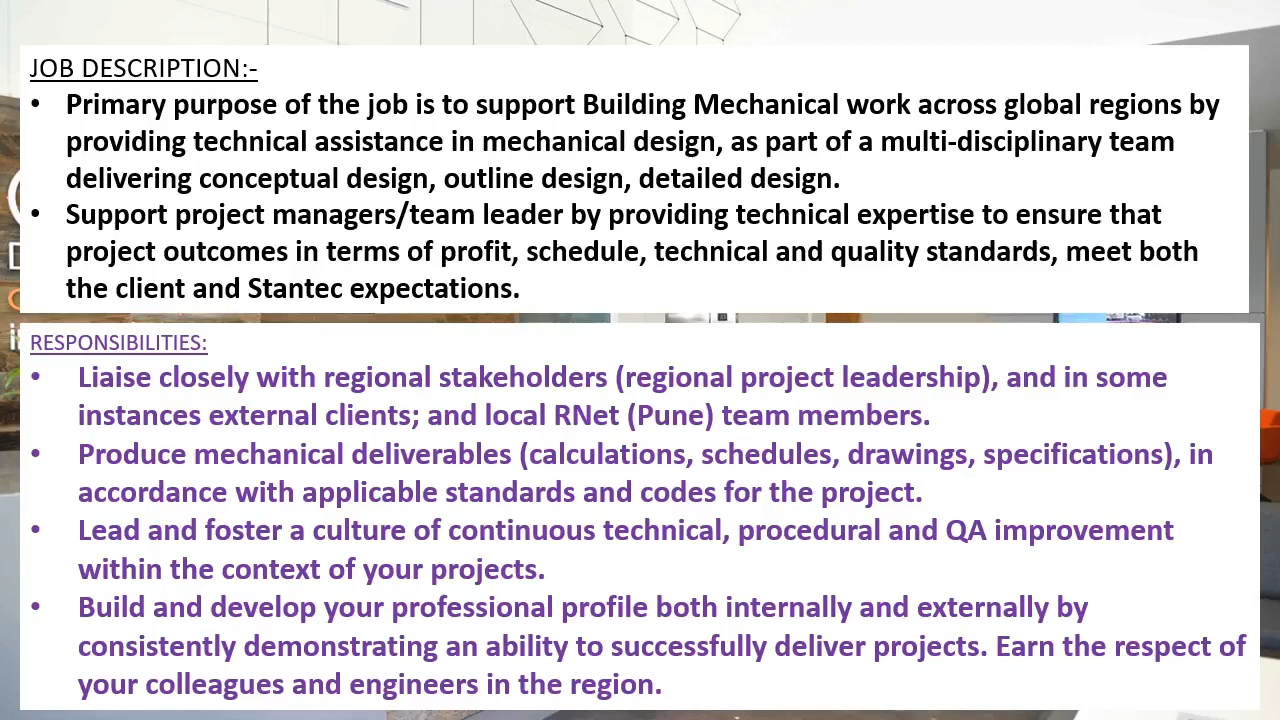 JOB DESCRIPTION:-
• Primary purpose of the job is to support Building Mechanical work across global regions by
providing technical assistance in mechanical design, as part of a multi-disciplinary team
delivering conceptual design, outline design, detailed design.
• Support project managers/team leader by providing technical expertise to ensure that
project outcomes in terms of profit, schedule, technical and quality standards, meet both
the client and Stantec expectations.
RESPONSIBILITIES:
• Liaise closely with regional stakeholders (regional project leadership), and in some
instances external clients; and local RNet (Pune) team members.
• Produce mechanical deliverables (calculations, schedules, drawings, specifications), in
accordance with applicable standards and codes for the project.
• Lead and foster a culture of continuous technical, procedural and QA improvement
within the context of your projects.
• Build and develop your professional profile both internally and externally by
consistently demonstrating an ability to successfully deliver projects. Earn the respect of
your colleagues and engineers in the region.